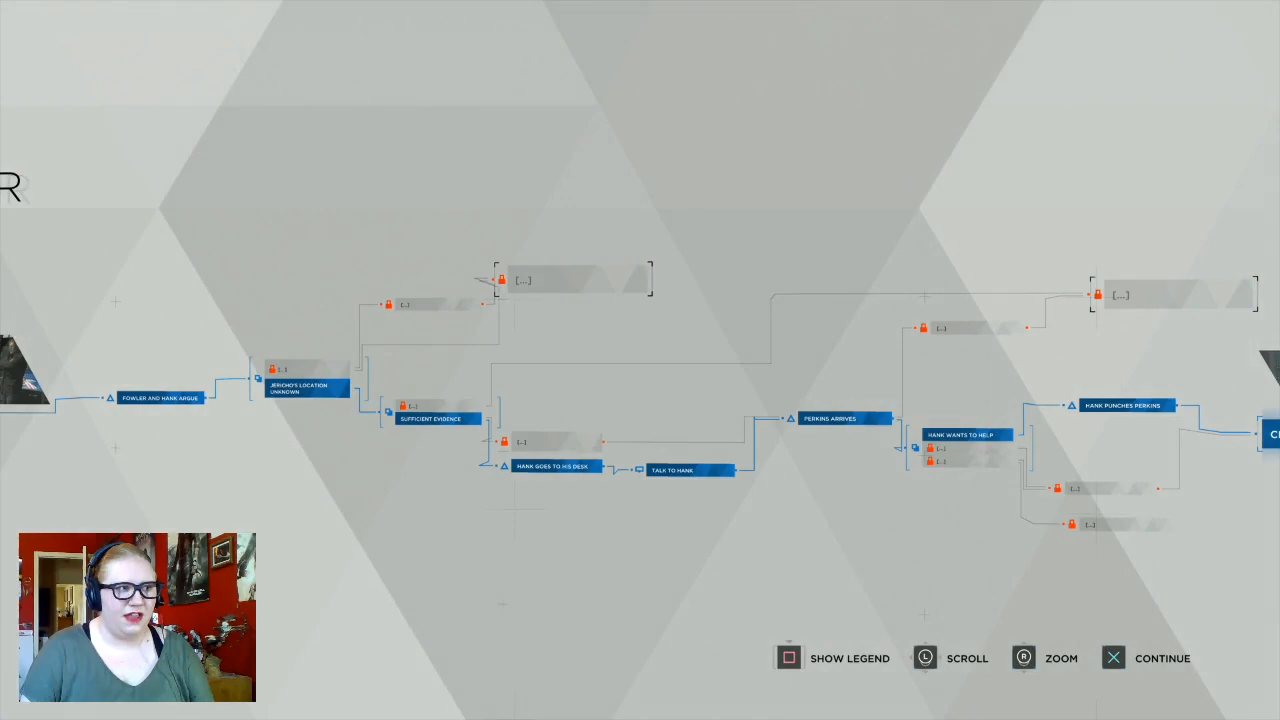 R
[...]
[...]
[...]
[...]
[...]
JERICHO'S LOCATION
UNKNOWN
FOWLER AND HANK ARGUE
[...]
SUFFICIENT EVIDENCE
HANK PUNCHES PERKINS
PERKINS ARRIVES
HANK WANTS TO HELP
[...]
[...]
[...]
HANK GOES TO HIS DESK
TALK TO HANK
[...]
[...]
SHOW LEGEND
L
SCROLL
R
ZOOM
CONTINUE